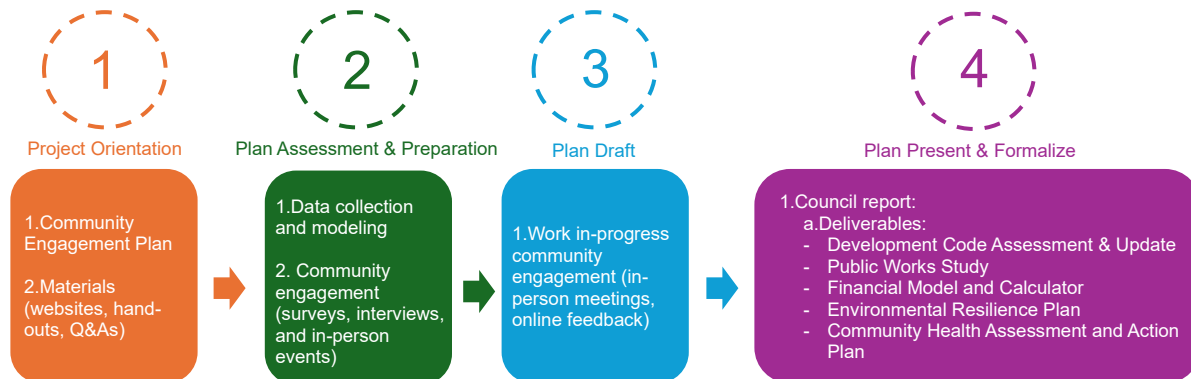 1
Project Orientation
1.Community
Engagement Plan
2.Materials
(websites, hand-
outs, Q&As)
2
Plan Assessment & Preparation
1.Data collection
and modeling
2. Community
engagement
(surveys, interviews,
and in-person
events)
3
Plan Draft
1.Work in-progress
community
engagement (in-
person meetings,
online feedback)
4
Plan Present & Formalize
1.Council report:
a.Deliverables:
- Development Code Assessment & Update
- Public Works Study
- Financial Model and Calculator
- Environmental Resilience Plan
- Community Health Assessment and Action
Plan